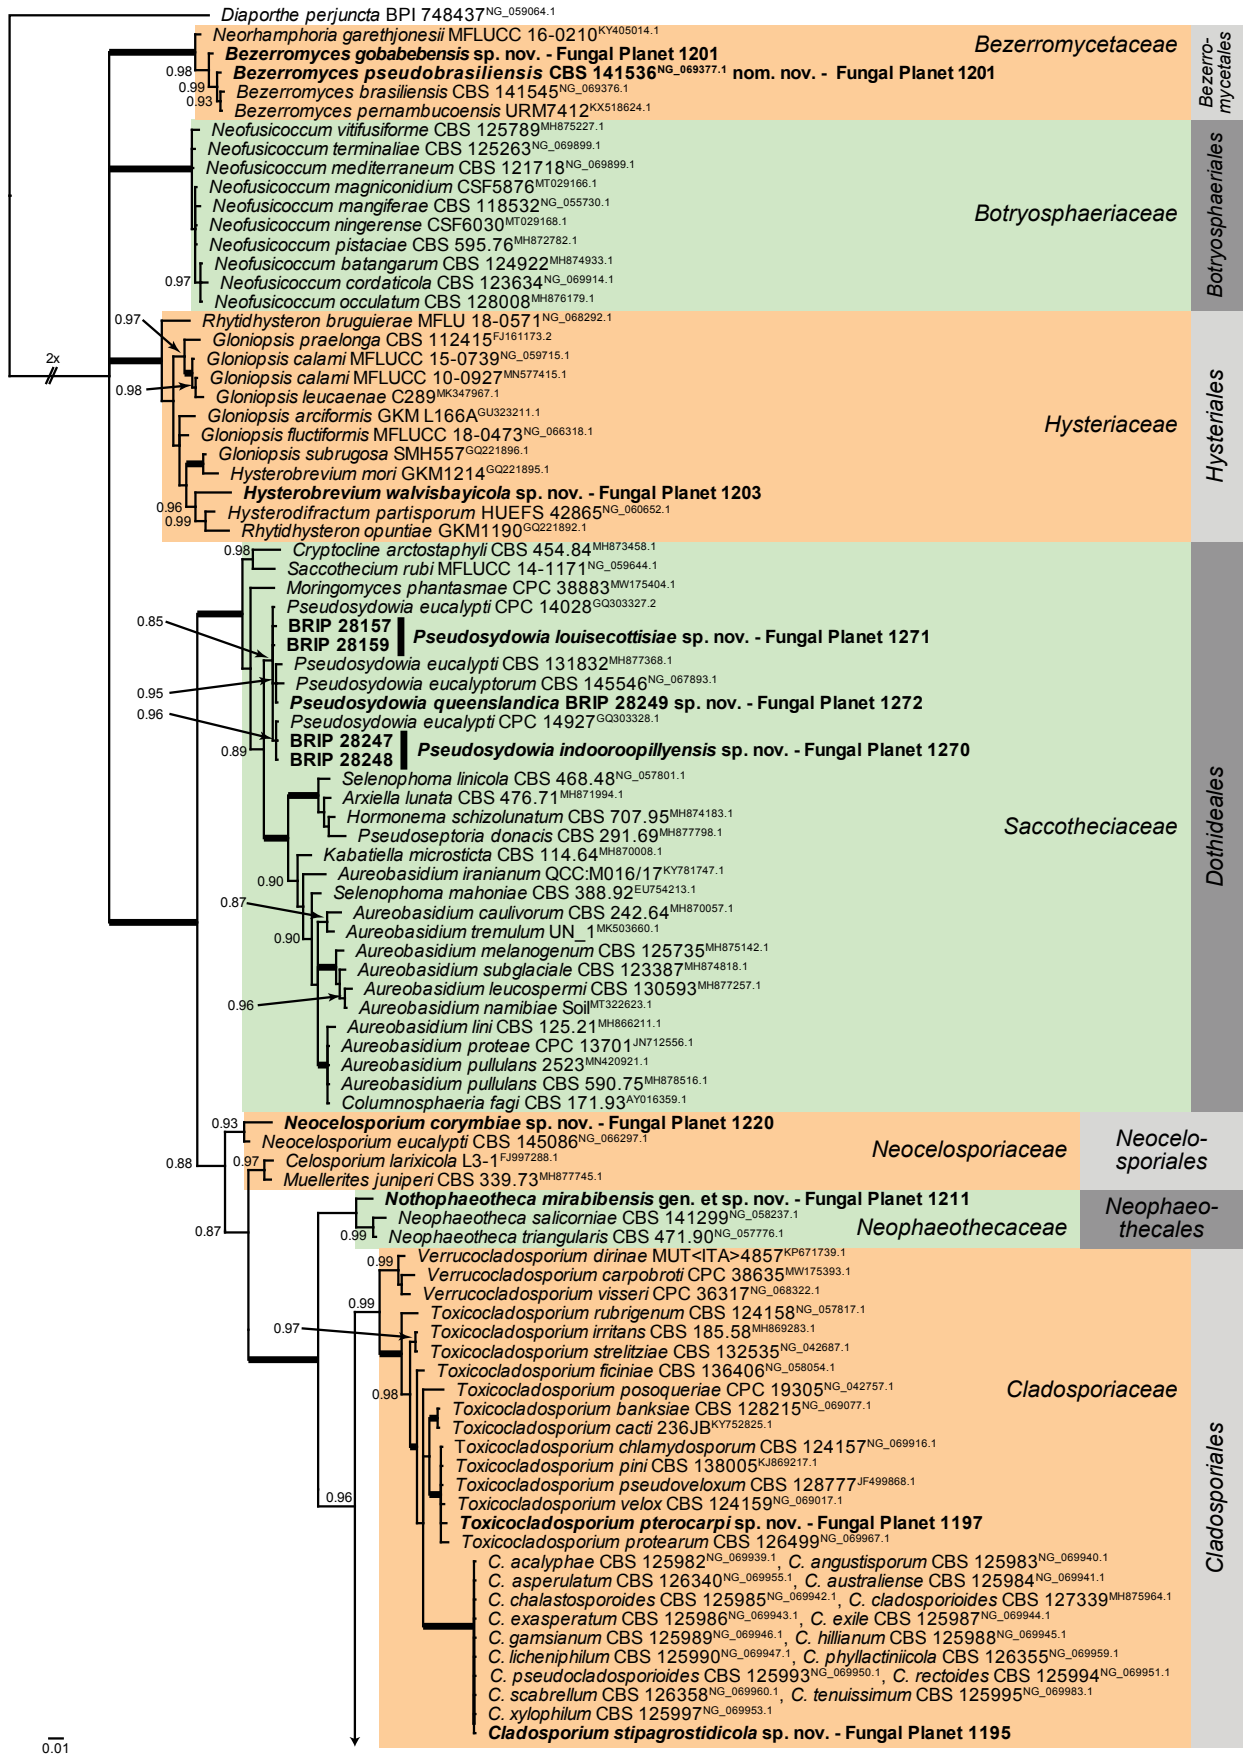 Diaporthe perjuncta BPI 748437NG_059064.1
Neorhamphoria garethjonesii MFLUCC 16-0210KY405014.1
Bezerromycetaceae
Bezerro-
mycetales
Bezerromyces gobabebensis sp. nov. - Fungal Planet 1201
0.98
Bezerromyces pseudobrasiliensis CBS 141536NG_069377.1 nom. nov. - Fungal Planet 1201
0.99
Bezerromyces brasiliensis CBS 141545NG_069376.1
0.93
Bezerromyces pernambucoensis URM7412KX518624.1
Neofusicoccum vitifusiforme CBS 125789MH875227.1
Neofusicoccum terminaliae CBS 125263NG_069899.1
Neofusicoccum mediterraneum CBS 121718NG_069899.1
Neofusicoccum magniconidium CSF5876MT029166.1
Neofusicoccum mangiferae CBS 118532NG_055730.1
Botryosphaeriaceae
Botryosphaeriales
Neofusicoccum ningerense CSF6030MT029168.1
Neofusicoccum pistaciae CBS 595.76MH872782.1
Neofusicoccum batangarum CBS 124922MH874933.1
0.97
Neofusicoccum cordaticola CBS 123634NG_069914.1
Neofusicoccum occulatum CBS 128008MH876179.1
0.97
Rhytidhysteron bruguierae MFLU 18-0571NG_068292.1
Gloniopsis praelonga CBS 112415FJ161173.2
2x
Gloniopsis calami MFLUCC 15-0739NG_059715.1
Gloniopsis calami MFLUCC 10-0927MN577415.1
0.98
Gloniopsis leucaenae C289MK347967.1
Gloniopsis arciformis GKM L166AGU323211.1
Hysteriaceae
Hysteriales
Gloniopsis fluctiformis MFLUCC 18-0473NG_066318.1
Gloniopsis subrugosa SMH557GQ221896.1
Hysterobrevium mori GKM1214GQ221895.1
Hysterobrevium walvisbayicola sp. nov. - Fungal Planet 1203
0.96
Hysterodifractum partisporum HUEFS 42865NG_060652.1
0.99
Rhytidhysteron opuntiae GKM1190GQ221892.1
0.98
Cryptocline arctostaphyli CBS 454.84MH873458.1
Saccothecium rubi MFLUCC 14-1171NG_059644.1
Moringomyces phantasmae CPC 38883MW175404.1
Pseudosydowia eucalypti CPC 14028GQ303327.2
0.85
BRIP 28157
BRIP 28159
Pseudosydowia louisecottisiae sp. nov. - Fungal Planet 1271
Pseudosydowia eucalypti CBS 131832MH877368.1
0.95
Pseudosydowia eucalyptorum CBS 145546NG_067893.1
Pseudosydowia queenslandica BRIP 28249 sp. nov. - Fungal Planet 1272
0.96
Pseudosydowia eucalypti CPC 14927GQ303328.1
0.89
BRIP 28247
BRIP 28248
Pseudosydowia indooroopillyensis sp. nov. - Fungal Planet 1270
Selenophoma linicola CBS 468.48NG_057801.1
Arxiella lunata CBS 476.71MH871994.1
Hormonema schizolunatum CBS 707.95MH874183.1
Saccotheciaceae
Dothideales
Pseudoseptoria donacis CBS 291.69MH877798.1
Kabatiella microsticta CBS 114.64MH870008.1
0.90
Aureobasidium iranianum QCC:M016/17KY781747.1
Selenophoma mahoniae CBS 388.92EU754213.1
0.87
Aureobasidium caulivorum CBS 242.64MH870057.1
0.90
Aureobasidium tremulum UN_1MK503660.1
Aureobasidium melanogenum CBS 125735MH875142.1
Aureobasidium subglaciale CBS 123387MH874818.1
Aureobasidium leucospermi CBS 130593MH877257.1
0.96
Aureobasidium namibiae SoilMT322623.1
Aureobasidium lini CBS 125.21MH866211.1
Aureobasidium proteae CPC 13701JN712556.1
Aureobasidium pullulans 2523MN420921.1
Aureobasidium pullulans CBS 590.75MH878516.1
Columnosphaeria fagi CBS 171.93AY016359.1
0.93
Neocelosporium corymbiae sp. nov. - Fungal Planet 1220
Neocelosporium eucalypti CBS 145086NG_066297.1
Neocelosporiaceae
Neocelo-
sporiales
0.88
0.97
Celosporium larixicola L3-1FJ997288.1
Muellerites juniperi CBS 339.73MH877745.1
Nothophaeotheca mirabibensis gen. et sp. nov. - Fungal Planet 1211
0.87
Neophaeotheca salicorniae CBS 141299NG_058237.1
Neophaeothecaceae
Neophaeo-
thecales
0.99
Neophaeotheca triangularis CBS 471.90NG_057776.1
Verrucocladosporium dirinae MUT<ITA>4857KP671739.1
0.99
Verrucocladosporium carpobroti CPC 38635MW175393.1
Verrucocladosporium visseri CPC 36317NG_068322.1
0.99
Toxicocladosporium rubrigenum CBS 124158NG_057817.1
0.97
Toxicocladosporium irritans CBS 185.58MH869283.1
Toxicocladosporium strelitziae CBS 132535NG_042687.1
Toxicocladosporium ficiniae CBS 136406NG_058054.1
0.98
Toxicocladosporium posoqueriae CPC 19305NG_042757.1
Cladosporiaceae
Cladosporiales
Toxicocladosporium banksiae CBS 128215NG_069077.1
Toxicocladosporium cacti 236JBKY752825.1
Toxicocladosporium chlamydosporum CBS 124157NG_069916.1
Toxicocladosporium pini CBS 138005KJ869217.1
Toxicocladosporium pseudoveloxum CBS 128777JF499868.1
0.96
Toxicocladosporium velox CBS 124159NG_069017.1
Toxicocladosporium pterocarpi sp. nov. - Fungal Planet 1197
Toxicocladosporium protearum CBS 126499NG_069967.1
C. acalyphae CBS 125982NG_069939.1, C. angustisporum CBS 125983NG_069940.1
C. asperulatum CBS 126340NG_069955.1, C. australiense CBS 125984NG_069941.1
C. chalastosporoides CBS 125985NG_069942.1, C. cladosporioides CBS 127339MH875964.1
C. exasperatum CBS 125986NG_069943.1, C. exile CBS 125987NG_069944.1
C. gamsianum CBS 125989NG_069946.1, C. hillianum CBS 125988NG_069945.1
C. licheniphilum CBS 125990NG_069947.1, C. phyllactiniicola CBS 126355NG_069959.1
C. pseudocladosporioides CBS 125993NG_069950.1, C. rectoides CBS 125994NG_069951.1
C. scabrellum CBS 126358NG_069960.1, C. tenuissimum CBS 125995NG_069983.1
C. xylophilum CBS 125997NG_069953.1
Cladosporium stipagrostidicola sp. nov. - Fungal Planet 1195
0.01